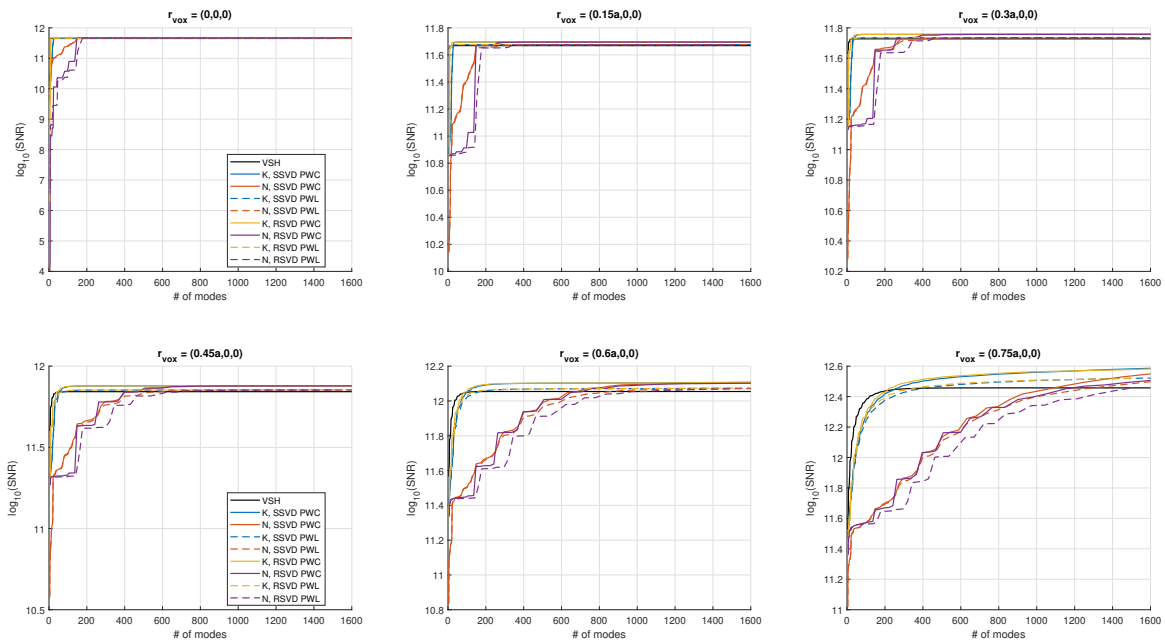 r_vox = (0,0,0)
log_10(SNR)
12
11
10
9
8
7
6
5
4
0 200 400 600 800 1000 1200 1400 1600
# of modes
VSH
K, SSVD PWC
N, SSVD PWC
K, SSVD PWL
N, SSVD PWL
K, RSVD PWC
N, RSVD PWC
K, RSVD PWL
N, RSVD PWL
r_vox = (0.15a,0,0)
log_10(SNR)
11.8
11.6
11.4
11.2
11
10.8
10.6
10.4
10.2
10
0 200 400 600 800 1000 1200 1400 1600
# of modes
r_vox = (0.3a,0,0)
log_10(SNR)
11.8
11.6
11.4
11.2
11
10.8
10.6
10.4
10.2
0 200 400 600 800 1000 1200 1400 1600
# of modes
r_vox = (0.45a,0,0)
log_10(SNR)
12
11.5
11
10.5
0 200 400 600 800 1000 1200 1400 1600
# of modes
VSH
K, SSVD PWC
N, SSVD PWC
K, SSVD PWL
N, SSVD PWL
K, RSVD PWC
N, RSVD PWC
K, RSVD PWL
N, RSVD PWL
r_vox = (0.6a,0,0)
log_10(SNR)
12.2
12
11.8
11.6
11.4
11.2
11
10.8
0 200 400 600 800 1000 1200 1400 1600
# of modes
r_vox = (0.75a,0,0)
log_10(SNR)
12.6
12.4
12.2
12
11.8
11.6
11.4
11.2
11
0 200 400 600 800 1000 1200 1400 1600
# of modes